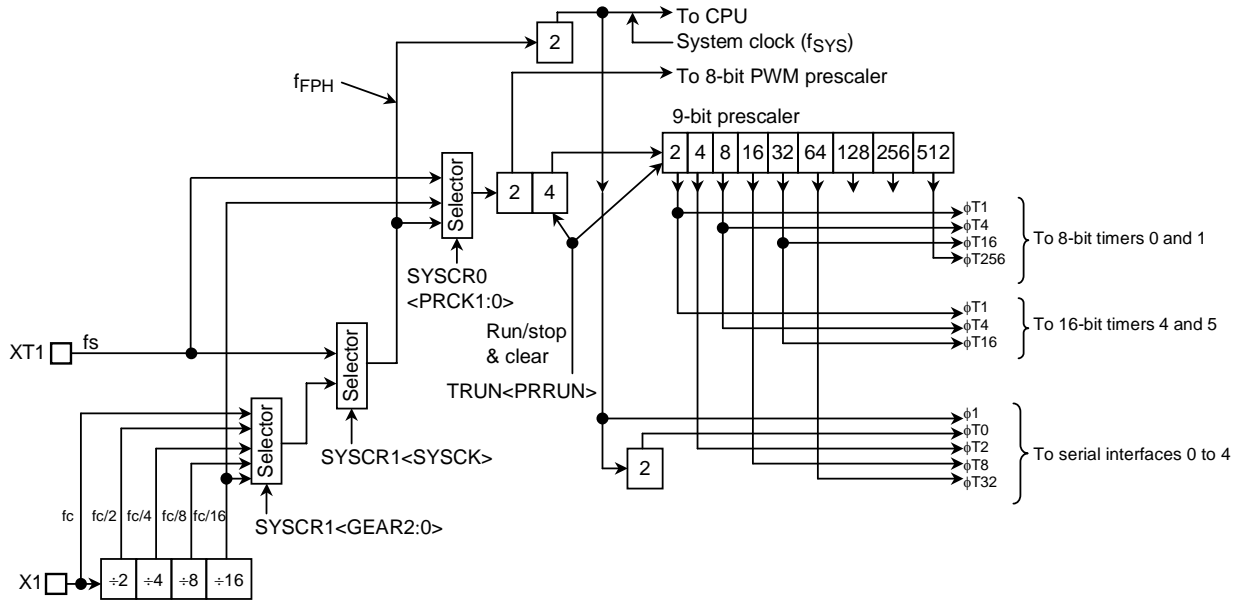 To CPU
2
System clock (fSYS)
To 8-bit PWM prescaler
fFPH
9-bit prescaler
2 4 8 16 32 64 128 256 512
Selector
2 4
ϕT1
ϕT4
ϕT16
ϕT256
To 8-bit timers 0 and 1
SYSCR0
<PRCK1:0>
Run/stop
& clear
TRUN<PRRUN>
ϕT1
ϕT4
ϕT16
To 16-bit timers 4 and 5
XT1
fs
Selector
SYSCR1<SYSCK>
Selector
ϕ1
ϕT0
ϕT2
ϕT8
ϕT32
To serial interfaces 0 to 4
2
fc fc/2 fc/4 fc/8 fc/16
SYSCR1<GEAR2:0>
X1
÷2 ÷4 ÷8 ÷16